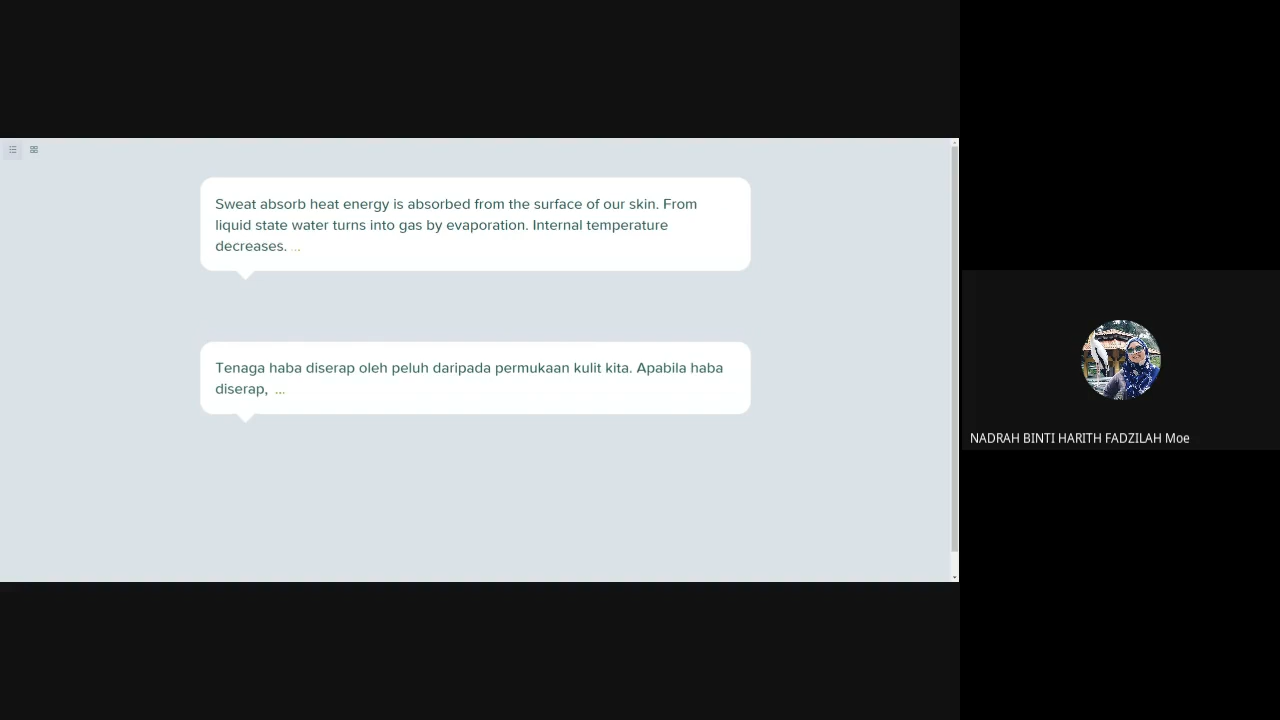 Sweat absorb heat energy is absorbed from the surface of our skin. From
liquid state water turns into gas by evaporation. Internal temperature
decreases. ...
Tenaga haba diserap oleh peluh daripada permukaan kulit kita. Apabila haba
diserap, ...
NADRAH BINTI HARITH FADZILAH Moe